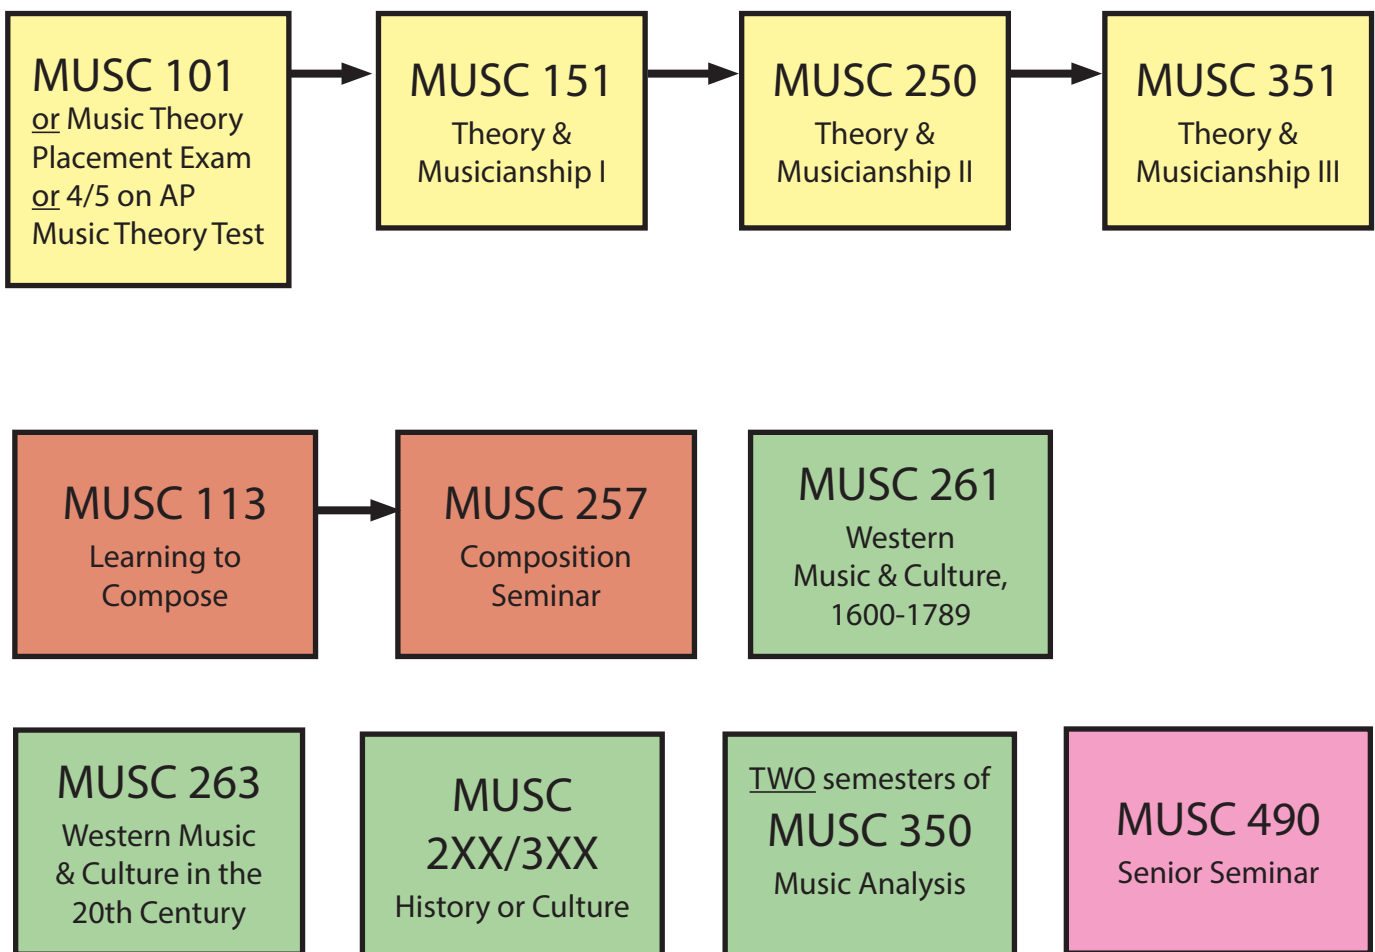 MUSC 101
or Music Theory
Placement Exam
or 4/5 on AP
Music Theory Test
MUSC 151
Theory &
Musicianship I
MUSC 250
Theory &
Musicianship II
MUSC 351
Theory &
Musicianship III
MUSC 113
Learning to
Compose
MUSC 257
Composition
Seminar
MUSC 261
Western
Music & Culture,
1600-1789
MUSC 263
Western Music
& Culture in the
20th Century
MUSC
2XX/3XX
History or Culture
TWO semesters of
MUSC 350
Music Analysis
MUSC 490
Senior Seminar